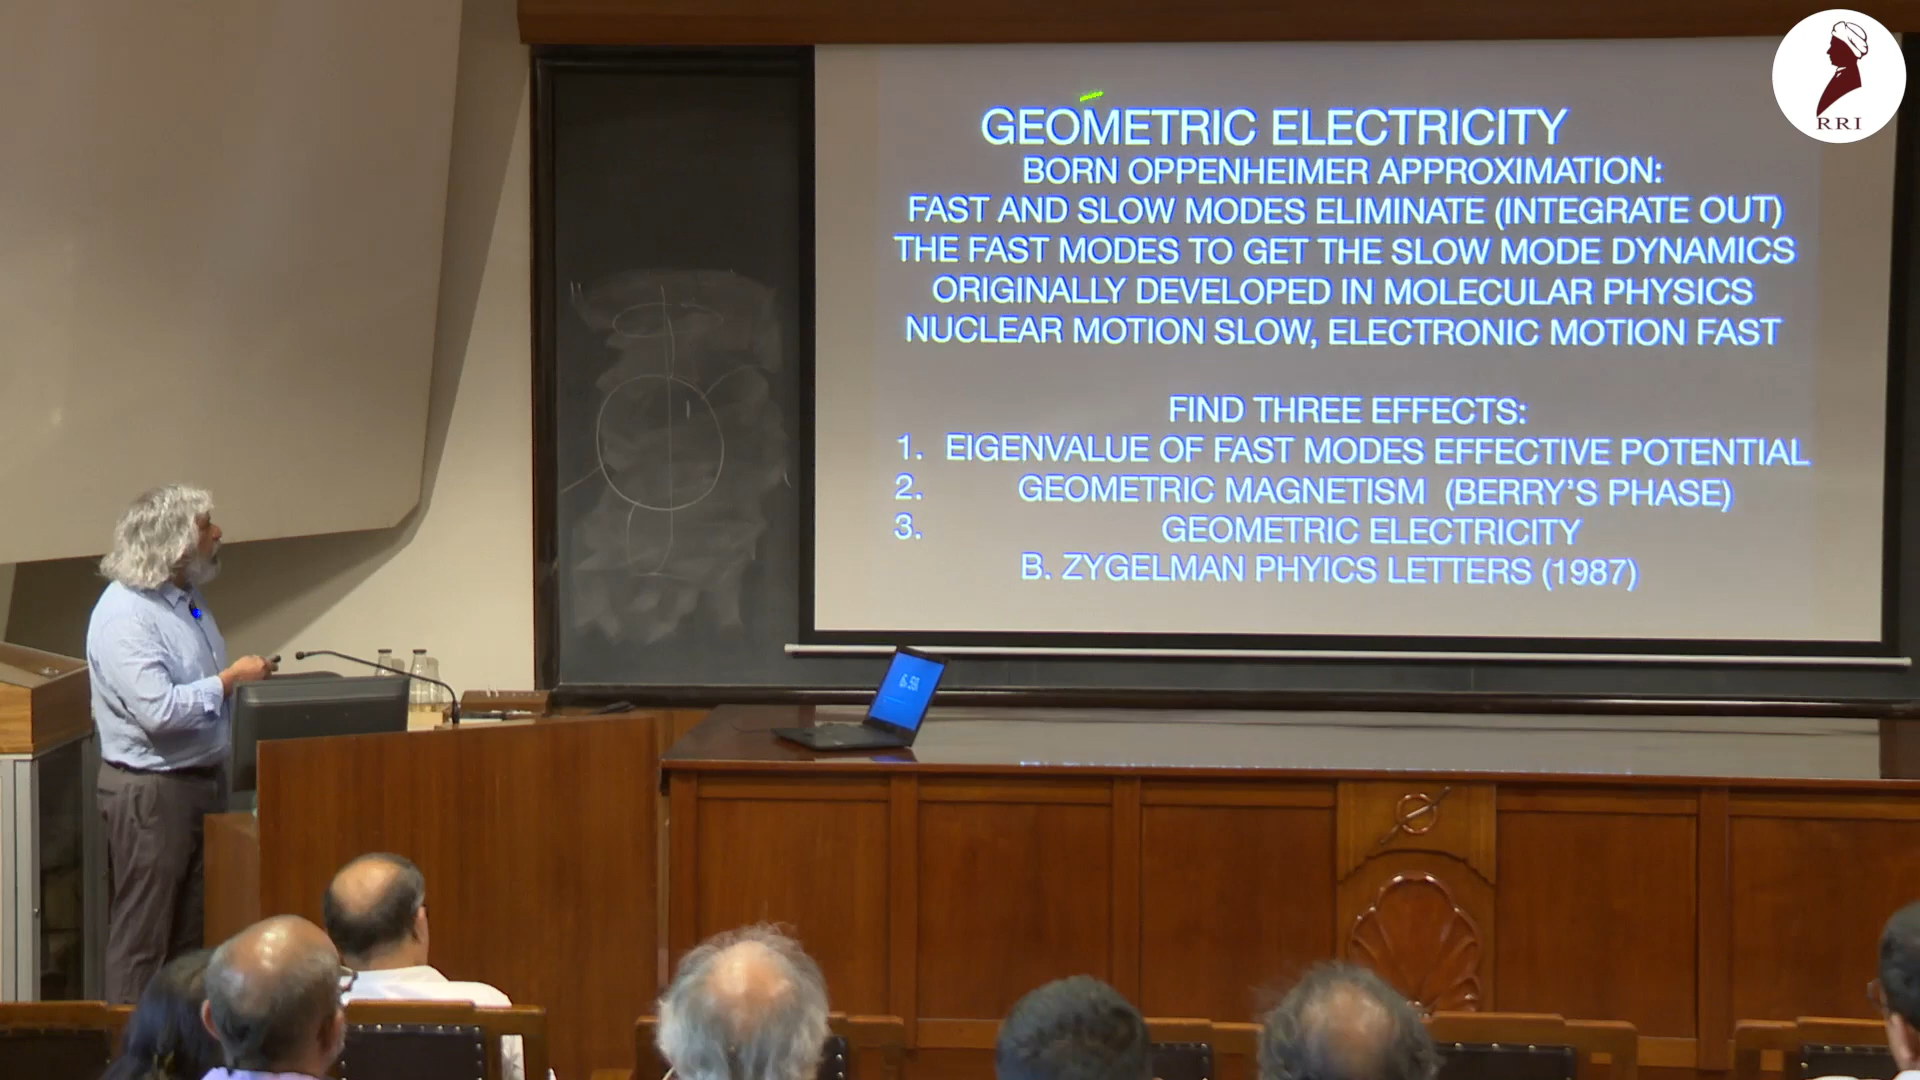 RRI
GEOMETRIC ELECTRICITY
BORN OPPENHEIMER APPROXIMATION:
FAST AND SLOW MODES ELIMINATE (INTEGRATE OUT)
THE FAST MODES TO GET THE SLOW MODE DYNAMICS
ORIGINALLY DEVELOPED IN MOLECULAR PHYSICS
NUCLEAR MOTION SLOW, ELECTRONIC MOTION FAST
FIND THREE EFFECTS:
1. EIGENVALUE OF FAST MODES EFFECTIVE POTENTIAL
2. GEOMETRIC MAGNETISM (BERRY'S PHASE)
3. GEOMETRIC ELECTRICITY
B. ZYGELMAN PHYICS LETTERS (1987)